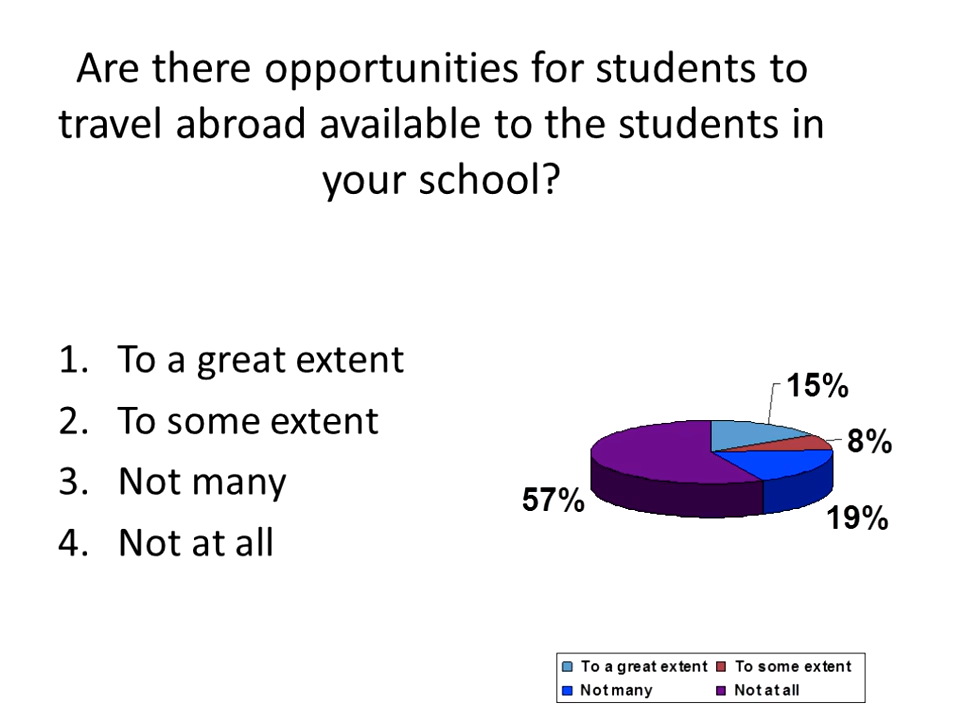 Are there opportunities for students to
travel abroad available to the students in
your school?
1. To a great extent
2. To some extent
3. Not many
4. Not at all
15%
8%
57%
19%
To a great extent To some extent
Not many Not at all